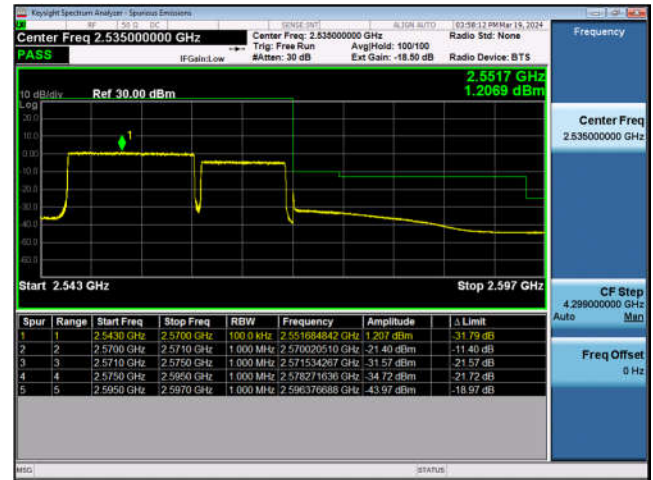 Keysight Spectrum Analyzer - Spurious Emissions
RF 50 Ω DC SENSE:INT ALIGN AUTO 03:58:12 PM Mar 19, 2024
Center Freq 2.535000000 GHz
Center Freq: 2.535000000 GHz
Radio Std: None
Trig: Free Run Avg|Hold: 100/100
PASS
IFGain:Low
#Atten: 30 dB Ext Gain: -18.50 dB Radio Device: BTS
2.5517 GHz
1.2069 dBm
10 dB/div Ref 30.00 dBm
Log
20.0
10.0
0.00
1
Start 2.543 GHz Stop 2.597 GHz
Spur Range Start Freq Stop Freq RBW Frequency Amplitude Δ Limit
1 1 2.5430 GHz 2.5700 GHz 100.0 kHz 2.551684842 GHz 1.207 dBm -31.79 dB
2 2 2.5700 GHz 2.5710 GHz 1.000 MHz 2.570020510 GHz -21.40 dBm -11.40 dB
3 3 2.5710 GHz 2.5750 GHz 1.000 MHz 2.571534267 GHz -31.57 dBm -21.57 dB
4 4 2.5750 GHz 2.5950 GHz 1.000 MHz 2.578271636 GHz -34.72 dBm -21.72 dB
5 5 2.5950 GHz 2.5970 GHz 1.000 MHz 2.596376688 GHz -43.97 dBm -18.97 dB
MSG STATUS
Frequency
Center Freq
2.535000000 GHz
CF Step
4.299000000 GHz
Auto Man
Freq Offset
0 Hz